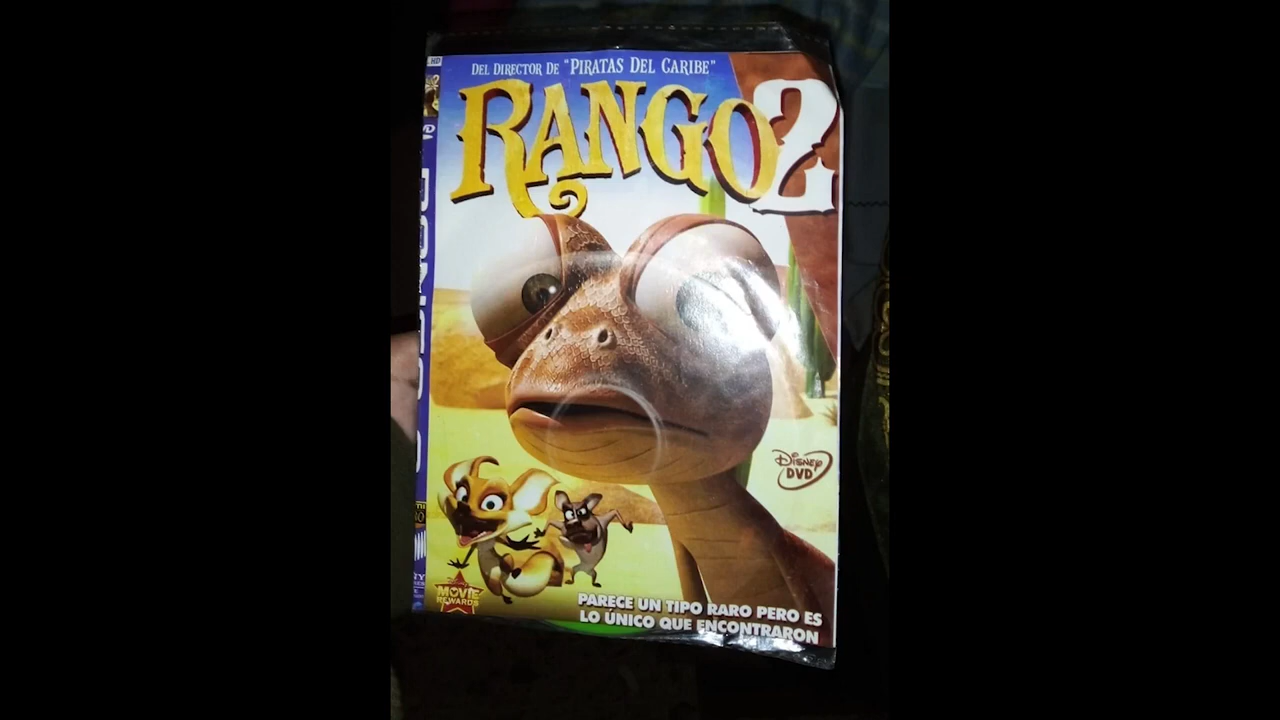 DEL DIRECTOR DE "PIRATAS DEL CARIBE"
RANGO 2
HD
DISNEY
DVD
MOVIE
REWARDS
PARECE UN TIPO RARO PERO ES
LO ÚNICO QUE ENCONTRARON